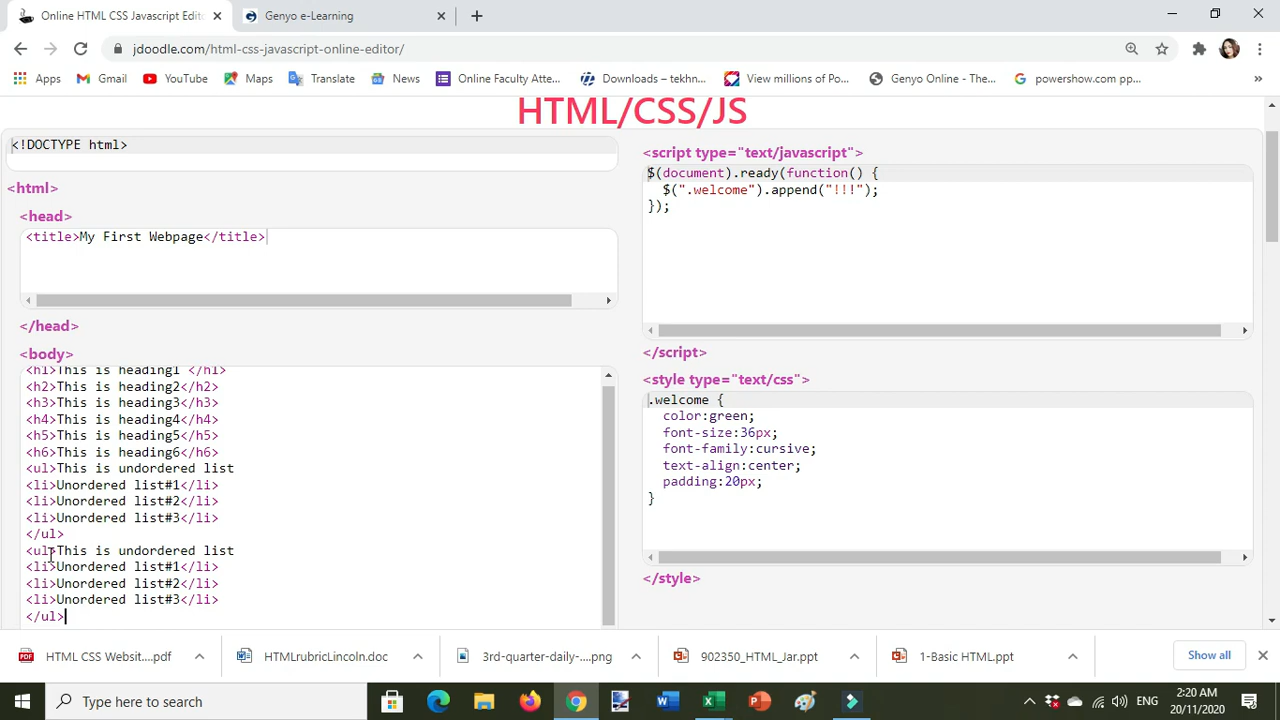 Online HTML CSS Javascript Edito
Genyo e-Learning
jdoodle.com/html-css-javascript-online-editor/
Apps
Gmail
YouTube
Maps
Translate
News
Online Faculty Atte...
Downloads – tekhn...
View millions of Po...
Genyo Online - The...
powershow.com pp...
»
HTML/CSS/JS
<!DOCTYPE html>
<html>
<head>
<title>My First Webpage</title>
</head>
<body>
<h1>This is heading1 </h1>
<h2>This is heading2</h2>
<h3>This is heading3</h3>
<h4>This is heading4</h4>
<h5>This is heading5</h5>
<h6>This is heading6</h6>
<ul>This is undordered list
<li>Unordered list#1</li>
<li>Unordered list#2</li>
<li>Unordered list#3</li>
</ul>
<ul>This is undordered list
<li>Unordered list#1</li>
<li>Unordered list#2</li>
<li>Unordered list#3</li>
</ul>
<script type="text/javascript">
$(document).ready(function() {
$(".welcome").append("!!!");
});
</script>
<style type="text/css">
.welcome {
color:green;
font-size:36px;
font-family:cursive;
text-align:center;
padding:20px;
}
</style>
HTML CSS Websit....pdf
HTMLrubricLincoln.doc
3rd-quarter-daily-....png
902350_HTML_Jar.ppt
1-Basic HTML.ppt
Show all
Type here to search
ENG
2:20 AM
20/11/2020